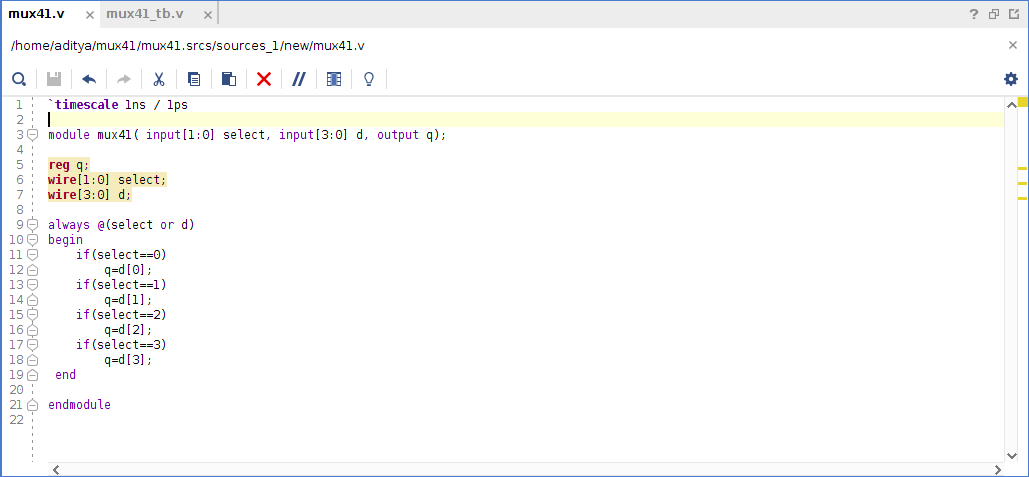 mux41.v × mux41_tb.v × ?
/home/aditya/mux41/mux41.srcs/sources_1/new/mux41.v ×
1 `timescale 1ns / 1ps
2
3 module mux41( input[1:0] select, input[3:0] d, output q);
4
5 reg q;
6 wire[1:0] select;
7 wire[3:0] d;
8
9 always @(select or d)
10 begin
11     if(select==0)
12         q=d[0];
13     if(select==1)
14         q=d[1];
15     if(select==2)
16         q=d[2];
17     if(select==3)
18         q=d[3];
19  end
20
21 endmodule
22